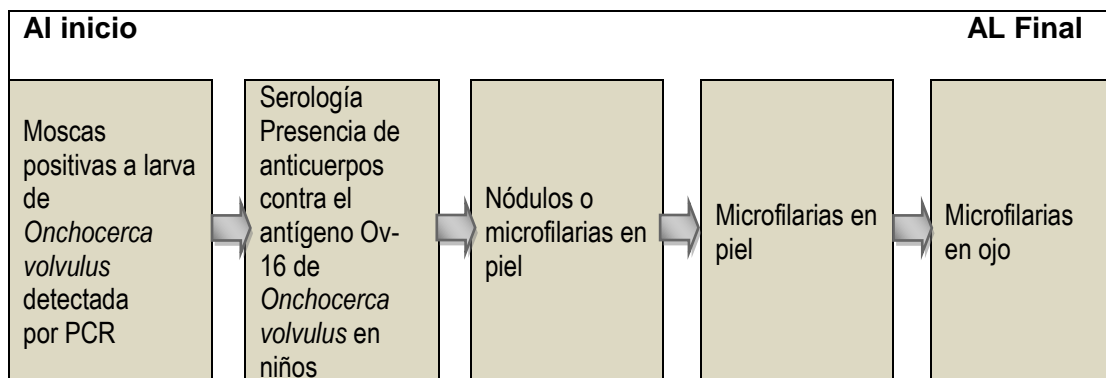 Al inicio
AL Final
Moscas
positivas a larva
de
Onchocerca
volvulus
detectada
por PCR
Serología
Presencia de
anticuerpos
contra el
antígeno Ov-
16 de
Onchocerca
volvulus en
niños
Nódulos o
microfilarias en
piel
Microfilarias en
piel
Microfilarias
en ojo